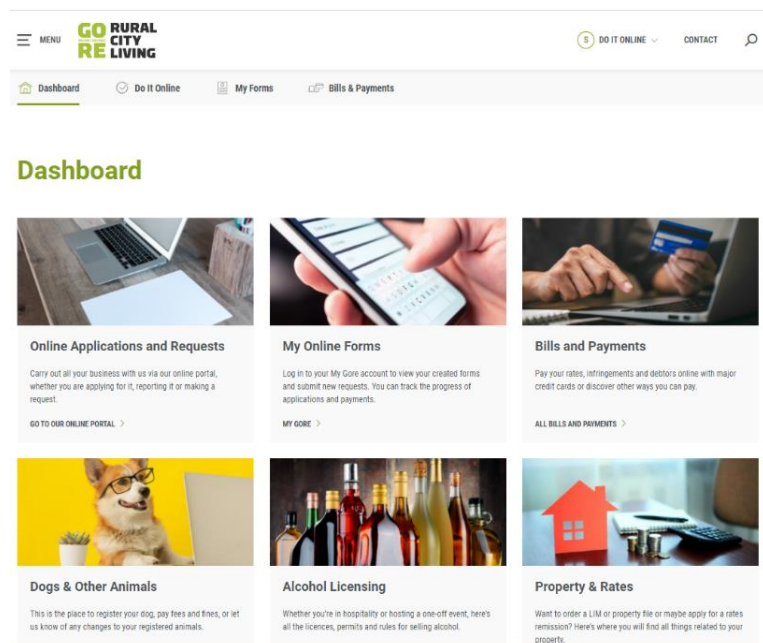 MENU
GO RURAL
CITY
RE LIVING
S DO IT ONLINE
CONTACT
Dashboard
Do It Online
My Forms
Bills & Payments
Dashboard
Online Applications and Requests
Carry out all your business with us via our online portal,
whether you are applying for it, reporting it or making a
request.
GO TO OUR ONLINE PORTAL
My Online Forms
Log in to your My Gore account to view your created forms
and submit new requests. You can track the progress of
applications and payments.
MY GORE
Bills and Payments
Pay your rates, infringements and debtors online with major
credit cards or discover other ways you can pay.
ALL BILLS AND PAYMENTS
Dogs & Other Animals
This is the place to register your dog, pay fees and fines, or let
us know of any changes to your registered animals.
Alcohol Licensing
Whether you're in hospitality or hosting a one-off event, here's
all the licences, permits and rules for selling alcohol.
Property & Rates
Want to order a LIM or property file or maybe apply for a rates
remission? Here's where you will find all things related to your
property.